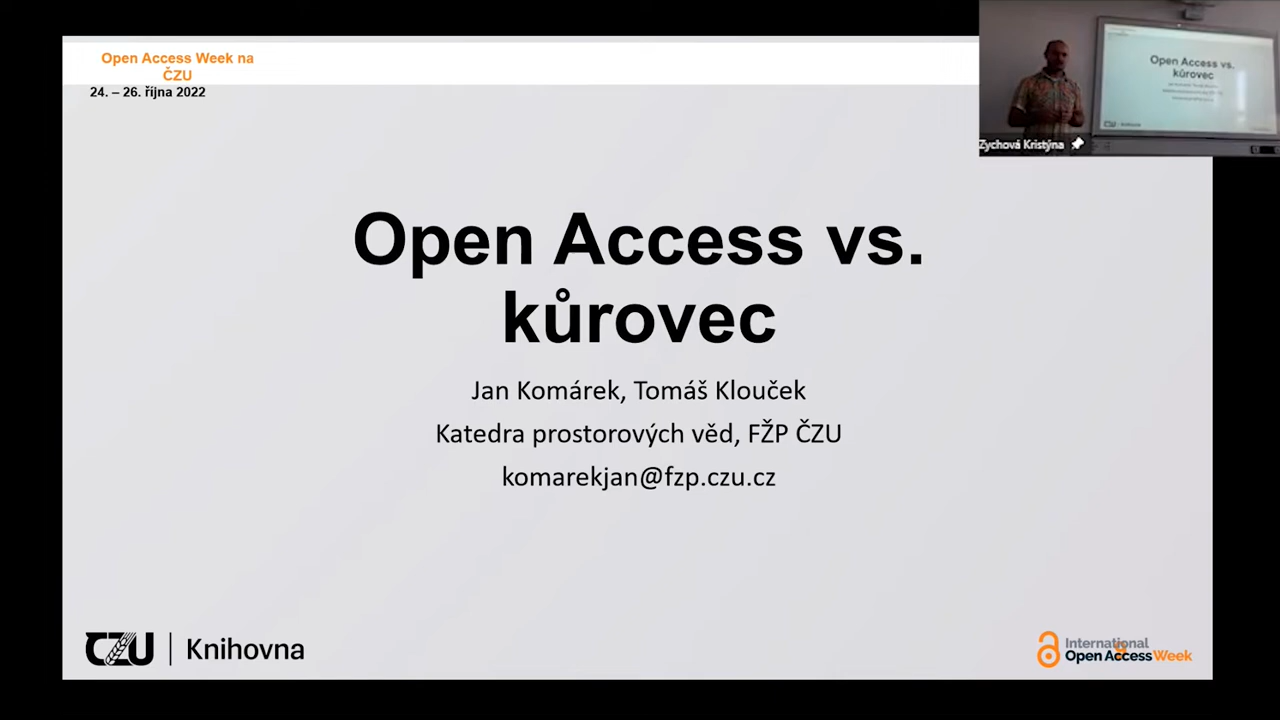 Open Access Week na
ČZU
24. – 26. října 2022
Open Access vs.
kůrovec
Zychová Kristýna
Open Access vs.
kůrovec
Jan Komárek, Tomáš Klouček
Katedra prostorových věd, FŽP ČZU
komarekjan@fzp.czu.cz
ČZU | Knihovna
International
Open Access Week